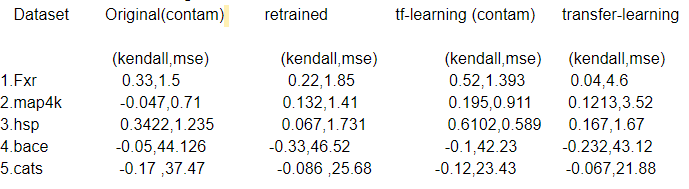 Dataset Original(contam) retrained tf-learning (contam) transfer-learning
(kendall,mse) (kendall,mse) (kendall,mse) (kendall,mse)
1.Fxr 0.33,1.5 0.22,1.85 0.52,1.393 0.04,4.6
2.map4k -0.047,0.71 0.132,1.41 0.195,0.911 0.1213,3.52
3.hsp 0.3422,1.235 0.067,1.731 0.6102,0.589 0.167,1.67
4.bace -0.05,44.126 -0.33,46.52 -0.1,42.23 -0.232,43.12
5.cats -0.17 ,37.47 -0.086 ,25.68 -0.12,23.43 -0.067,21.88